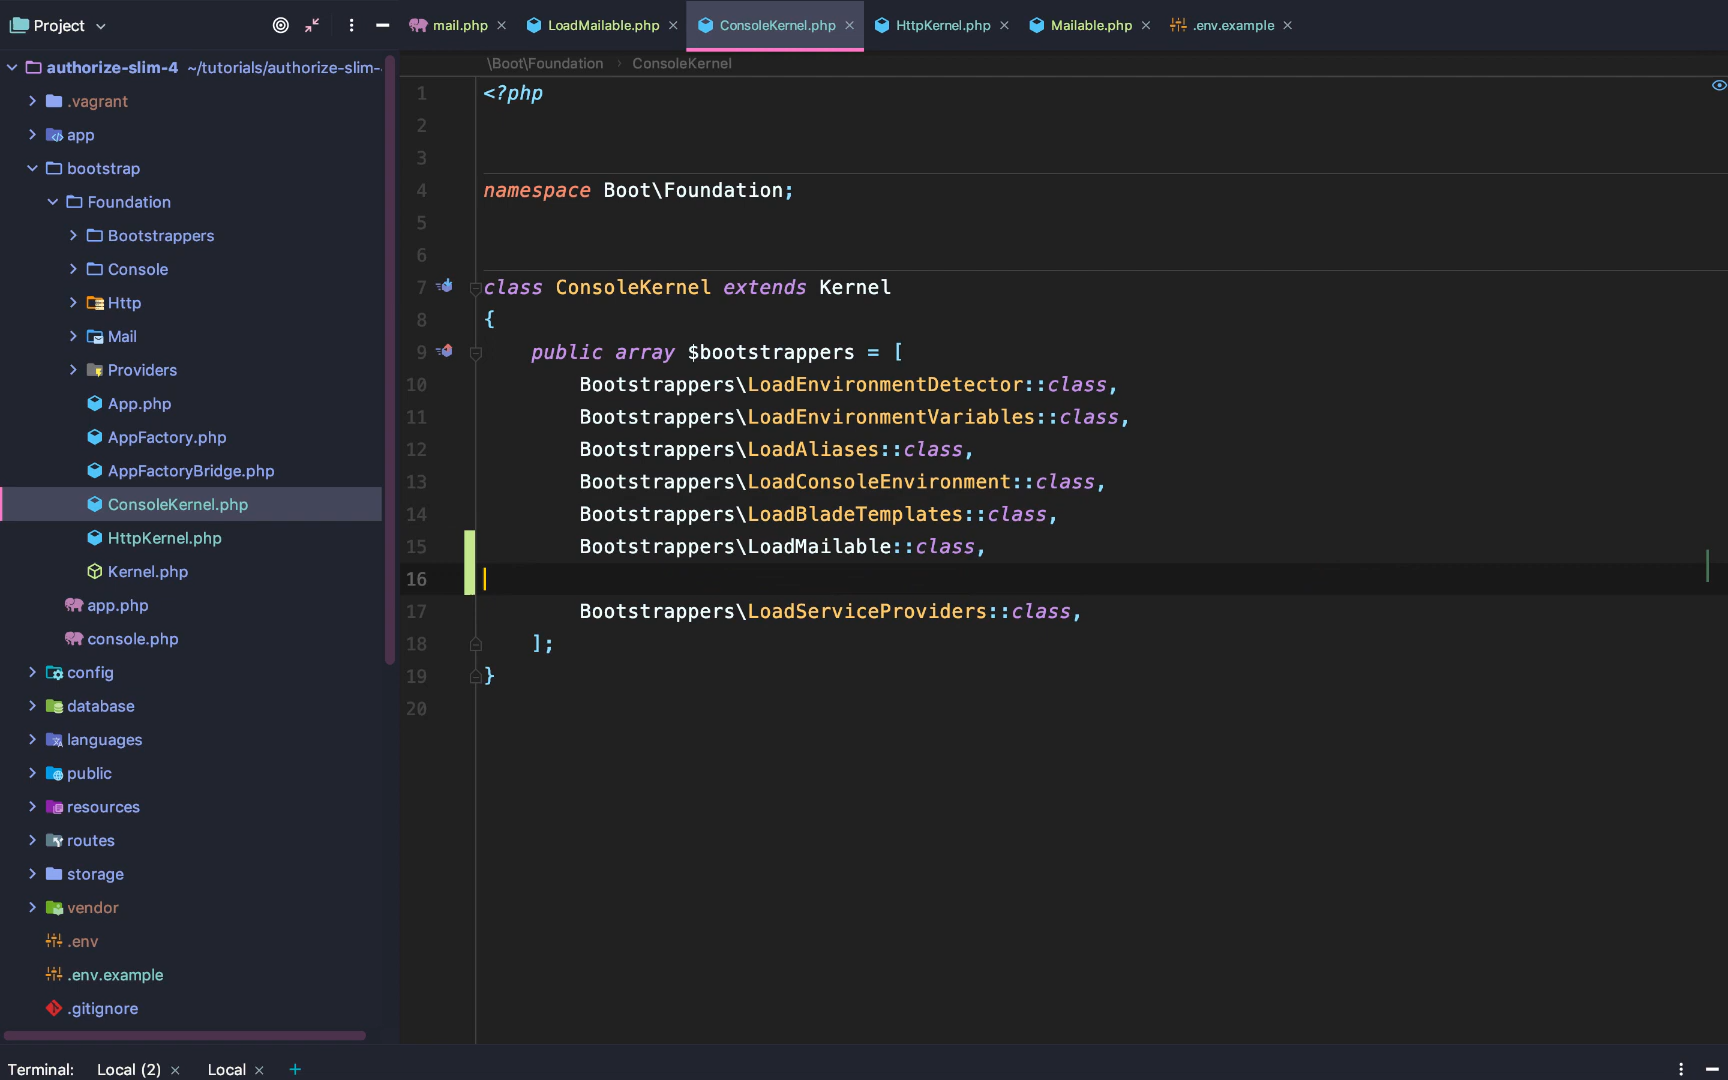 Project
mail.php
LoadMailable.php
ConsoleKernel.php
HttpKernel.php
Mailable.php
.env.example
authorize-slim-4 ~/tutorials/authorize-slim-
.vagrant
app
bootstrap
Foundation
Bootstrappers
Console
Http
Mail
Providers
App.php
AppFactory.php
AppFactoryBridge.php
ConsoleKernel.php
HttpKernel.php
Kernel.php
app.php
console.php
config
database
languages
public
resources
routes
storage
vendor
.env
.env.example
.gitignore
\Boot\Foundation › ConsoleKernel
1 <?php
2
3
4 namespace Boot\Foundation;
5
6
7 class ConsoleKernel extends Kernel
8 {
9 public array $bootstrappers = [
10 Bootstrappers\LoadEnvironmentDetector::class,
11 Bootstrappers\LoadEnvironmentVariables::class,
12 Bootstrappers\LoadAliases::class,
13 Bootstrappers\LoadConsoleEnvironment::class,
14 Bootstrappers\LoadBladeTemplates::class,
15 Bootstrappers\LoadMailable::class,
16
17 Bootstrappers\LoadServiceProviders::class,
18 ];
19 }
20
Terminal: Local (2) × Local × +